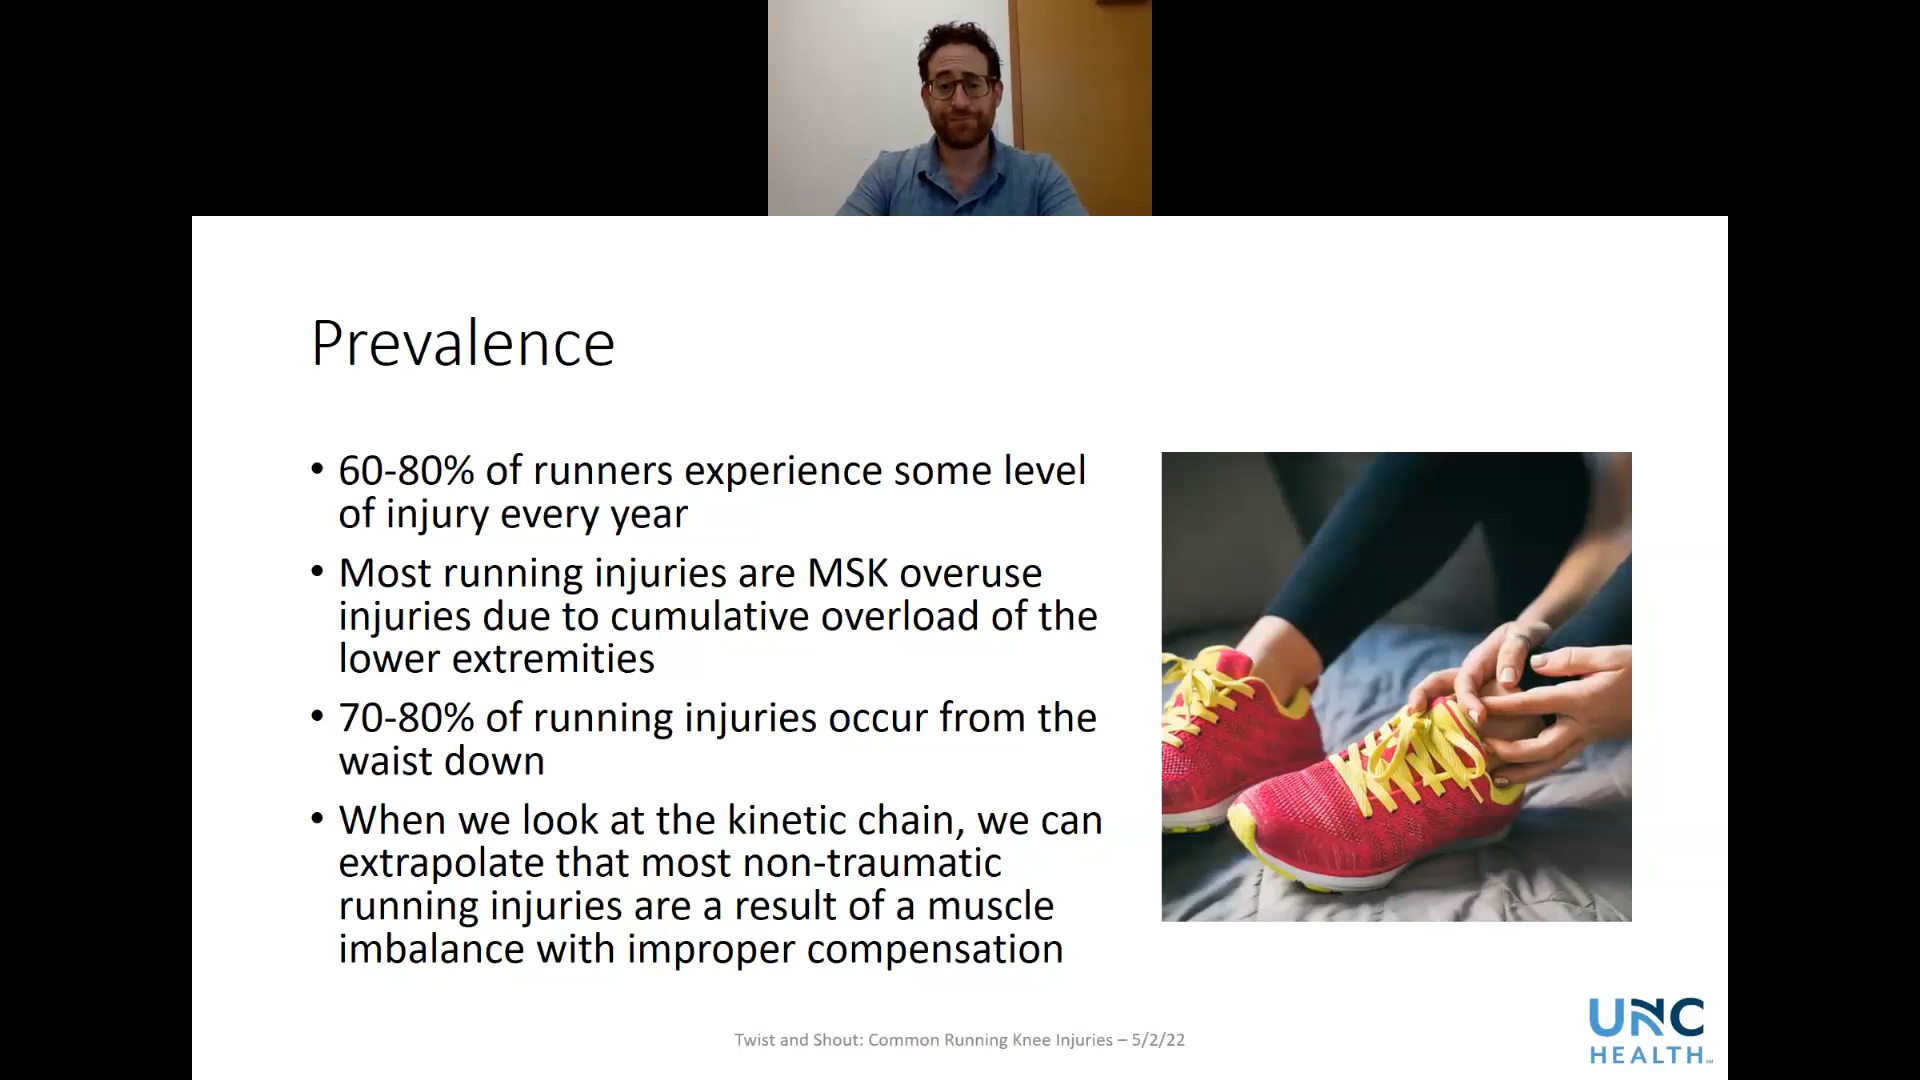 Prevalence
• 60-80% of runners experience some level
of injury every year
• Most running injuries are MSK overuse
injuries due to cumulative overload of the
lower extremities
• 70-80% of running injuries occur from the
waist down
• When we look at the kinetic chain, we can
extrapolate that most non-traumatic
running injuries are a result of a muscle
imbalance with improper compensation
Twist and Shout: Common Running Knee Injuries – 5/2/22
UNC
HEALTH